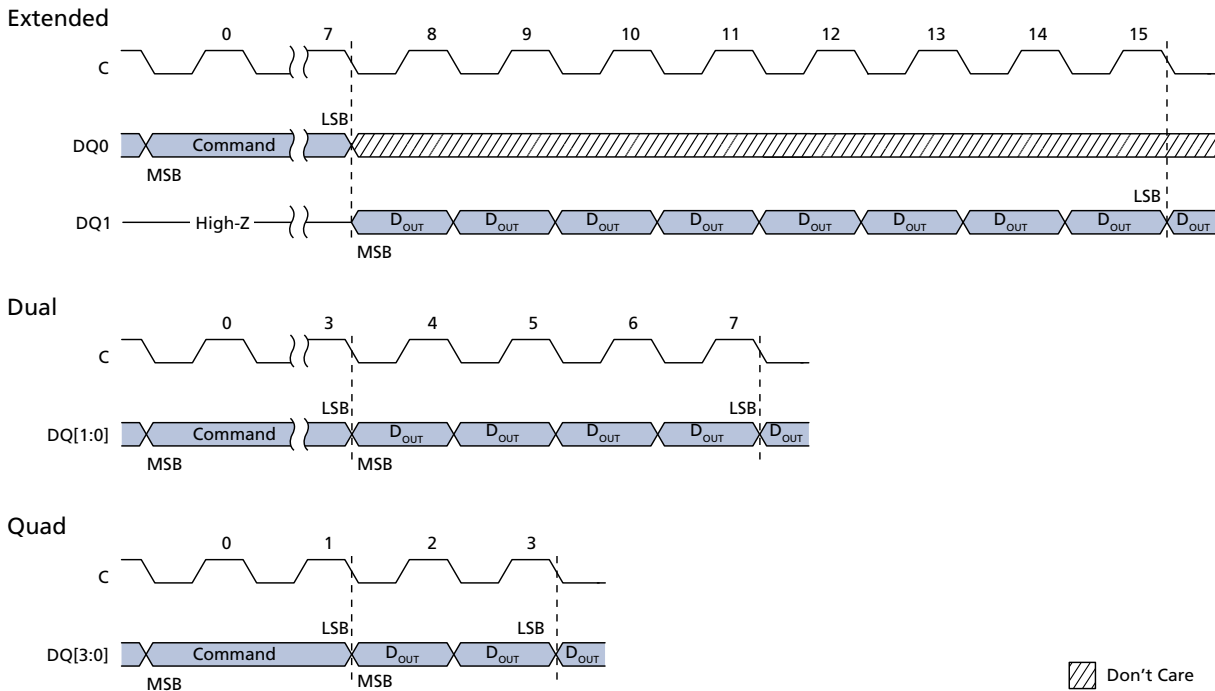 Extended
0 7 8 9 10 11 12 13 14 15
C
LSB
DQ0 Command
MSB
LSB
DQ1 High-Z DOUT DOUT DOUT DOUT DOUT DOUT DOUT DOUT DOUT
MSB
Dual
0 3 4 5 6 7
C
LSB LSB
DQ[1:0] Command DOUT DOUT DOUT DOUT DOUT
MSB MSB
Quad
0 1 2 3
C
LSB LSB
DQ[3:0] Command DOUT DOUT DOUT
MSB MSB
Don't Care